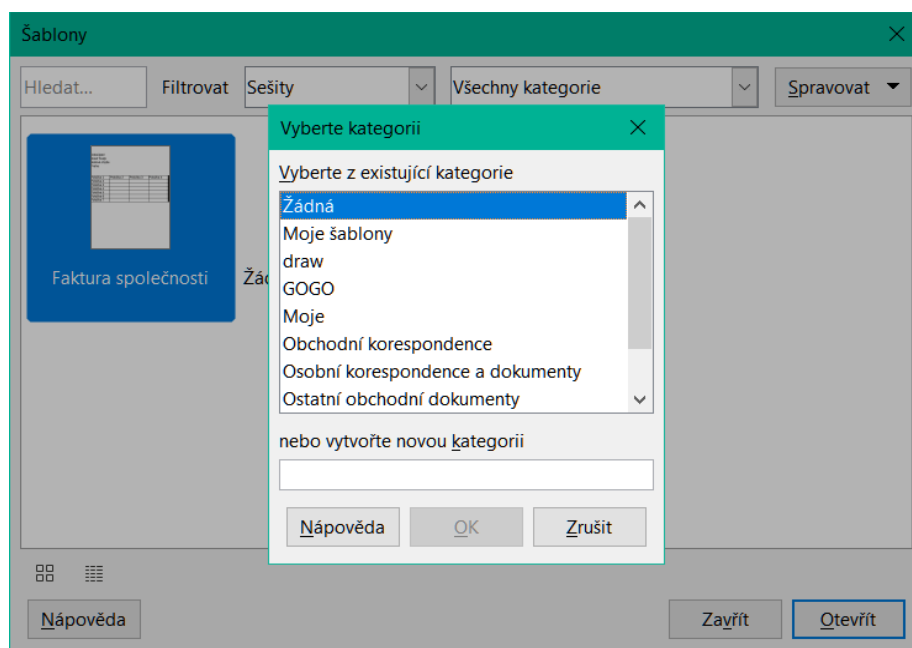 Šablony
Hledat...
Filtrovat
Sešity
Všechny kategorie
Spravovat
Vyberte kategorii
Vyberte z existující kategorie
Žádná
Moje šablony
draw
GOGO
Moje
Obchodní korespondence
Osobní korespondence a dokumenty
Ostatní obchodní dokumenty
Faktura společnosti
nebo vytvořte novou kategorii
Nápověda
OK
Zrušit
Nápověda
Zavřít
Otevřít